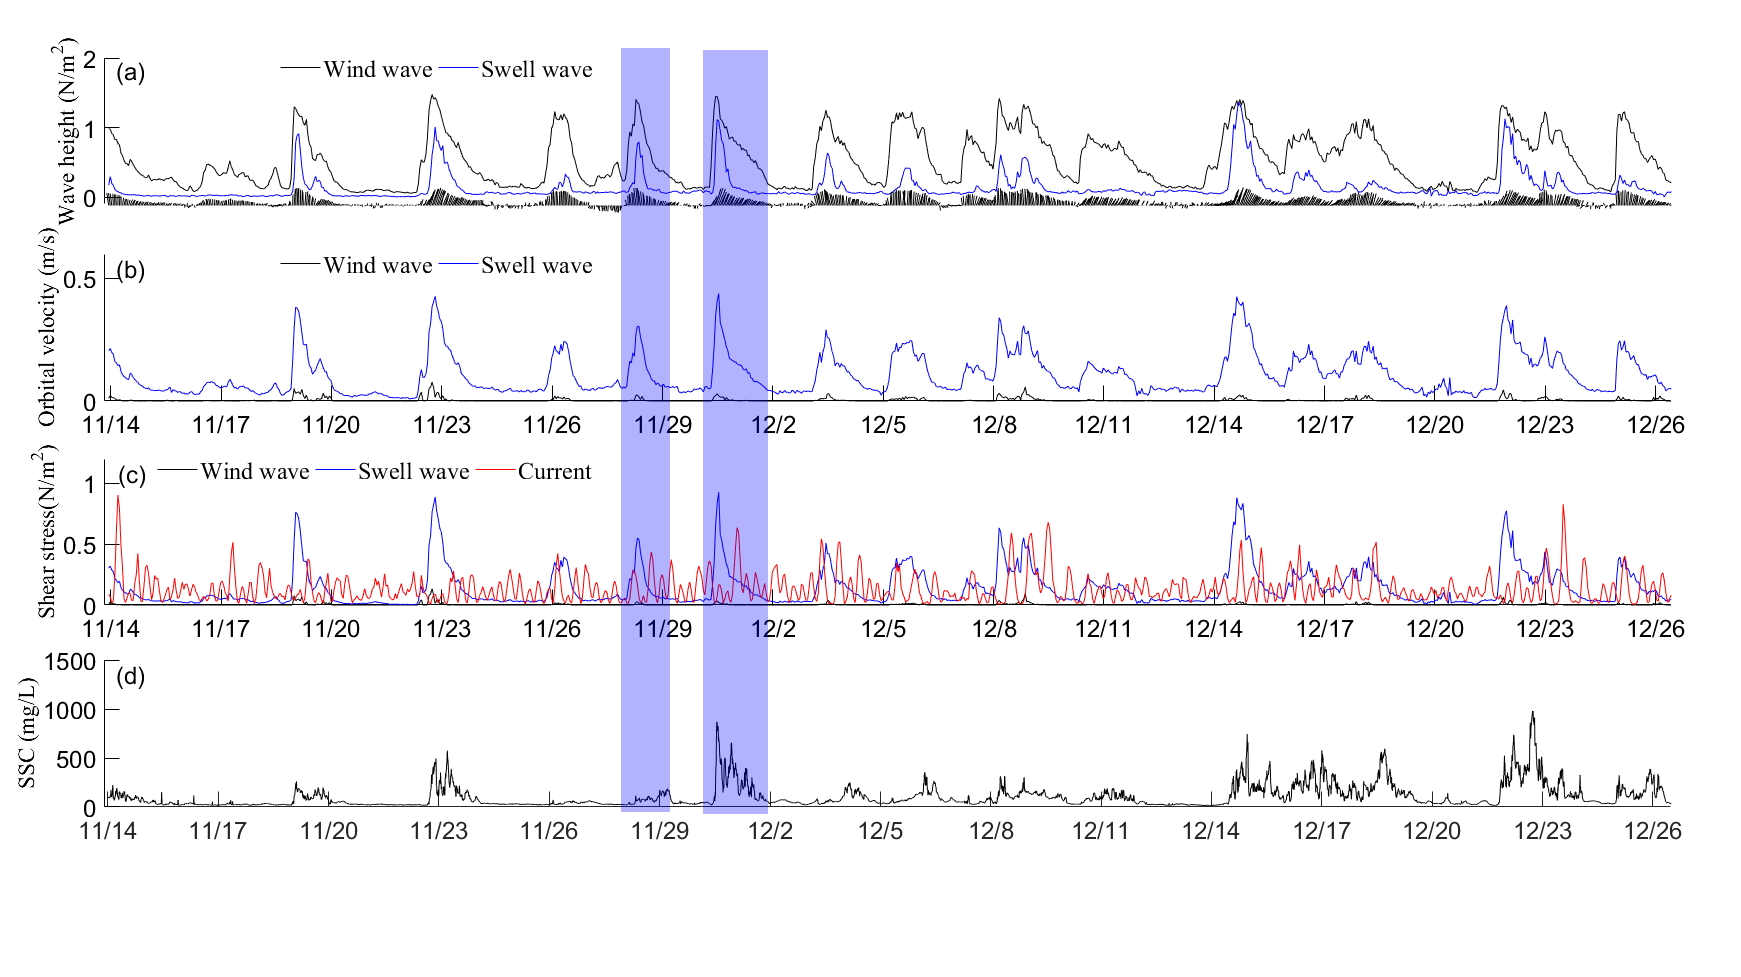 Wave height (N/m2)
2
1
0
(a)
Wind wave Swell wave
Orbital velocity (m/s)
0.5
0
(b)
Wind wave Swell wave
11/14 11/17 11/20 11/23 11/26 11/29 12/2 12/5 12/8 12/11 12/14 12/17 12/20 12/23 12/26
Shear stress(N/m2)
1
0.5
0
(c)
Wind wave Swell wave Current
11/14 11/17 11/20 11/23 11/26 11/29 12/2 12/5 12/8 12/11 12/14 12/17 12/20 12/23 12/26
SSC (mg/L)
1500
1000
500
0
(d)
11/14 11/17 11/20 11/23 11/26 11/29 12/2 12/5 12/8 12/11 12/14 12/17 12/20 12/23 12/26